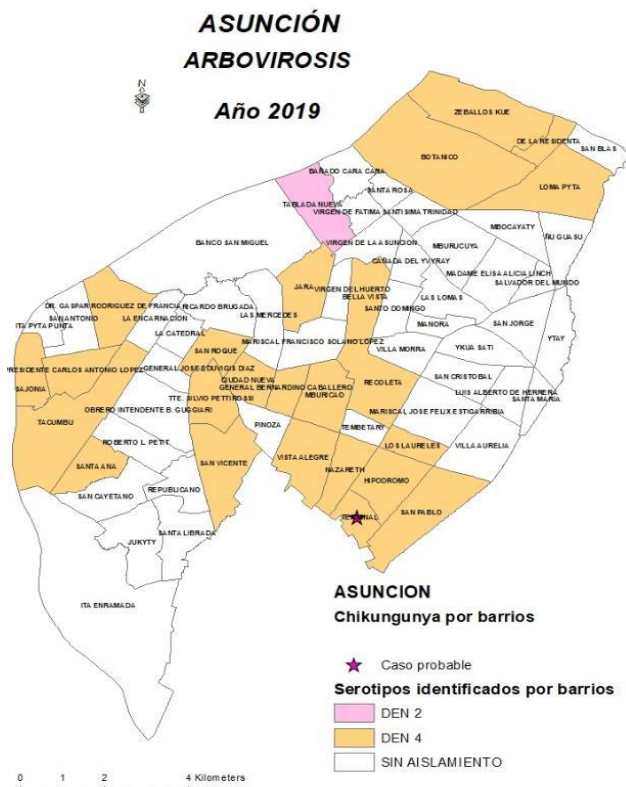 ASUNCIÓN
ARBOVIROSIS
Año 2019
N
ZEBALLOS KUE
DE LA RESIDENTA
SAN BLAS
BOTANICO
BAÑADO CARA CARA
LOMA PYTA
SANTA ROSA
TABLADA NUEVA
VIRGEN DE FATIMA
SANTISIMA TRINIDAD
MBOCAYATY
ÑU GUASU
BANCO SAN MIGUEL
VIRGEN DE LA ASUNCION
MBURUCUYA
CAÑADA DEL YVYRAY
MADAME ELISA ALICIA LINCH
SALVADOR DEL MUNDO
JARA
VIRGEN DEL HUERTO
BELLA VISTA
LAS LOMAS
DR. GASPAR RODRIGUEZ DE FRANCIA
RICARDO BRUGADA
SANTO DOMINGO
SAN ANTONIO
LA ENCARNACIÓN
LAS MERCEDES
MANORA
SAN JORGE
ITA PYTA PUNTA
LA CATEDRAL
MARISCAL FRANCISCO SOLANO LOPEZ
VILLA MORRA
YKUA SATI
YTAY
SAN ROQUE
PRESIDENTE CARLOS ANTONIO LOPEZ
GENERAL JOSE EDUVIGIS DIAZ
CIUDAD NUEVA
GENERAL BERNARDINO CABALLERO
RECOLETA
SAN CRISTOBAL
SAJONIA
MBURICAO
LUIS ALBERTO DE HERRERA
SANTA MARIA
TACUMBU
TTE. SILVIO PETTIROSSI
OBRERO INTENDENTE B. GUGGIARI
MARISCAL JOSE FELIX ESTIGARRIBIA
PINOZA
TEMBETARY
ROBERTO L. PETIT
LOS LAURELES
VILLA AURELIA
VISTA ALEGRE
SANTA ANA
SAN VICENTE
NAZARETH
HIPODROMO
REPUBLICANO
SAN CAYETANO
SAN PABLO
SANTA LIBRADA
JUKYTY
ITA ENRAMADA
ASUNCION
Chikungunya por barrios
Caso probable
Serotipos identificados por barrios
DEN 2
DEN 4
SIN AISLAMIENTO
0 1 2 4 Kilometers